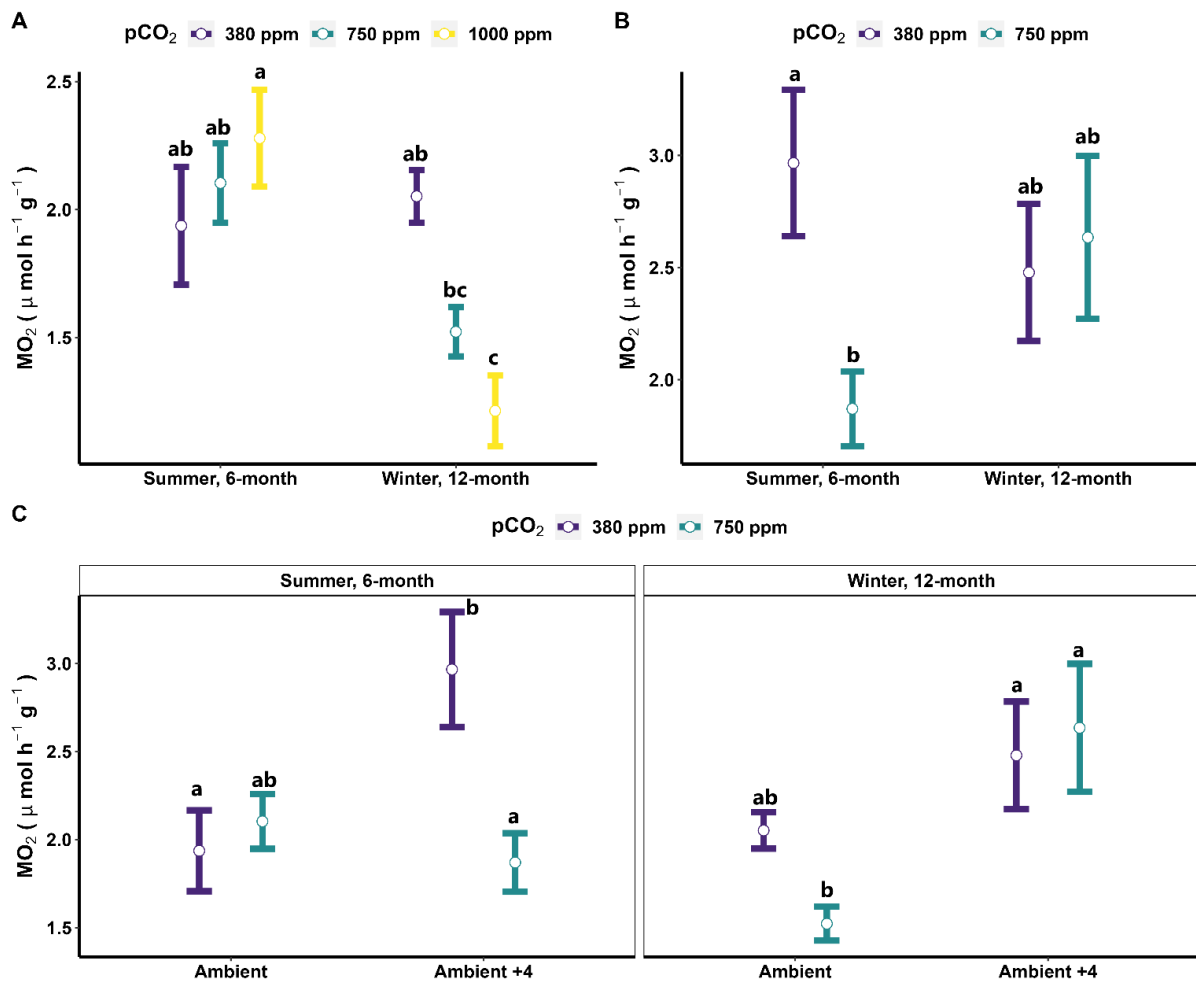 A
pCO₂ 380 ppm 750 ppm 1000 ppm
MO₂ ( μ mol h⁻¹ g⁻¹ )
2.5
2.0
1.5
ab
ab
a
ab
bc
c
Summer, 6-month
Winter, 12-month
B
pCO₂ 380 ppm 750 ppm
MO₂ ( μ mol h⁻¹ g⁻¹ )
3.0
2.5
2.0
a
b
ab
ab
Summer, 6-month
Winter, 12-month
C
pCO₂ 380 ppm 750 ppm
Summer, 6-month
Winter, 12-month
MO₂ ( μ mol h⁻¹ g⁻¹ )
3.0
2.5
2.0
1.5
a
ab
b
a
ab
b
a
a
Ambient
Ambient +4
Ambient
Ambient +4